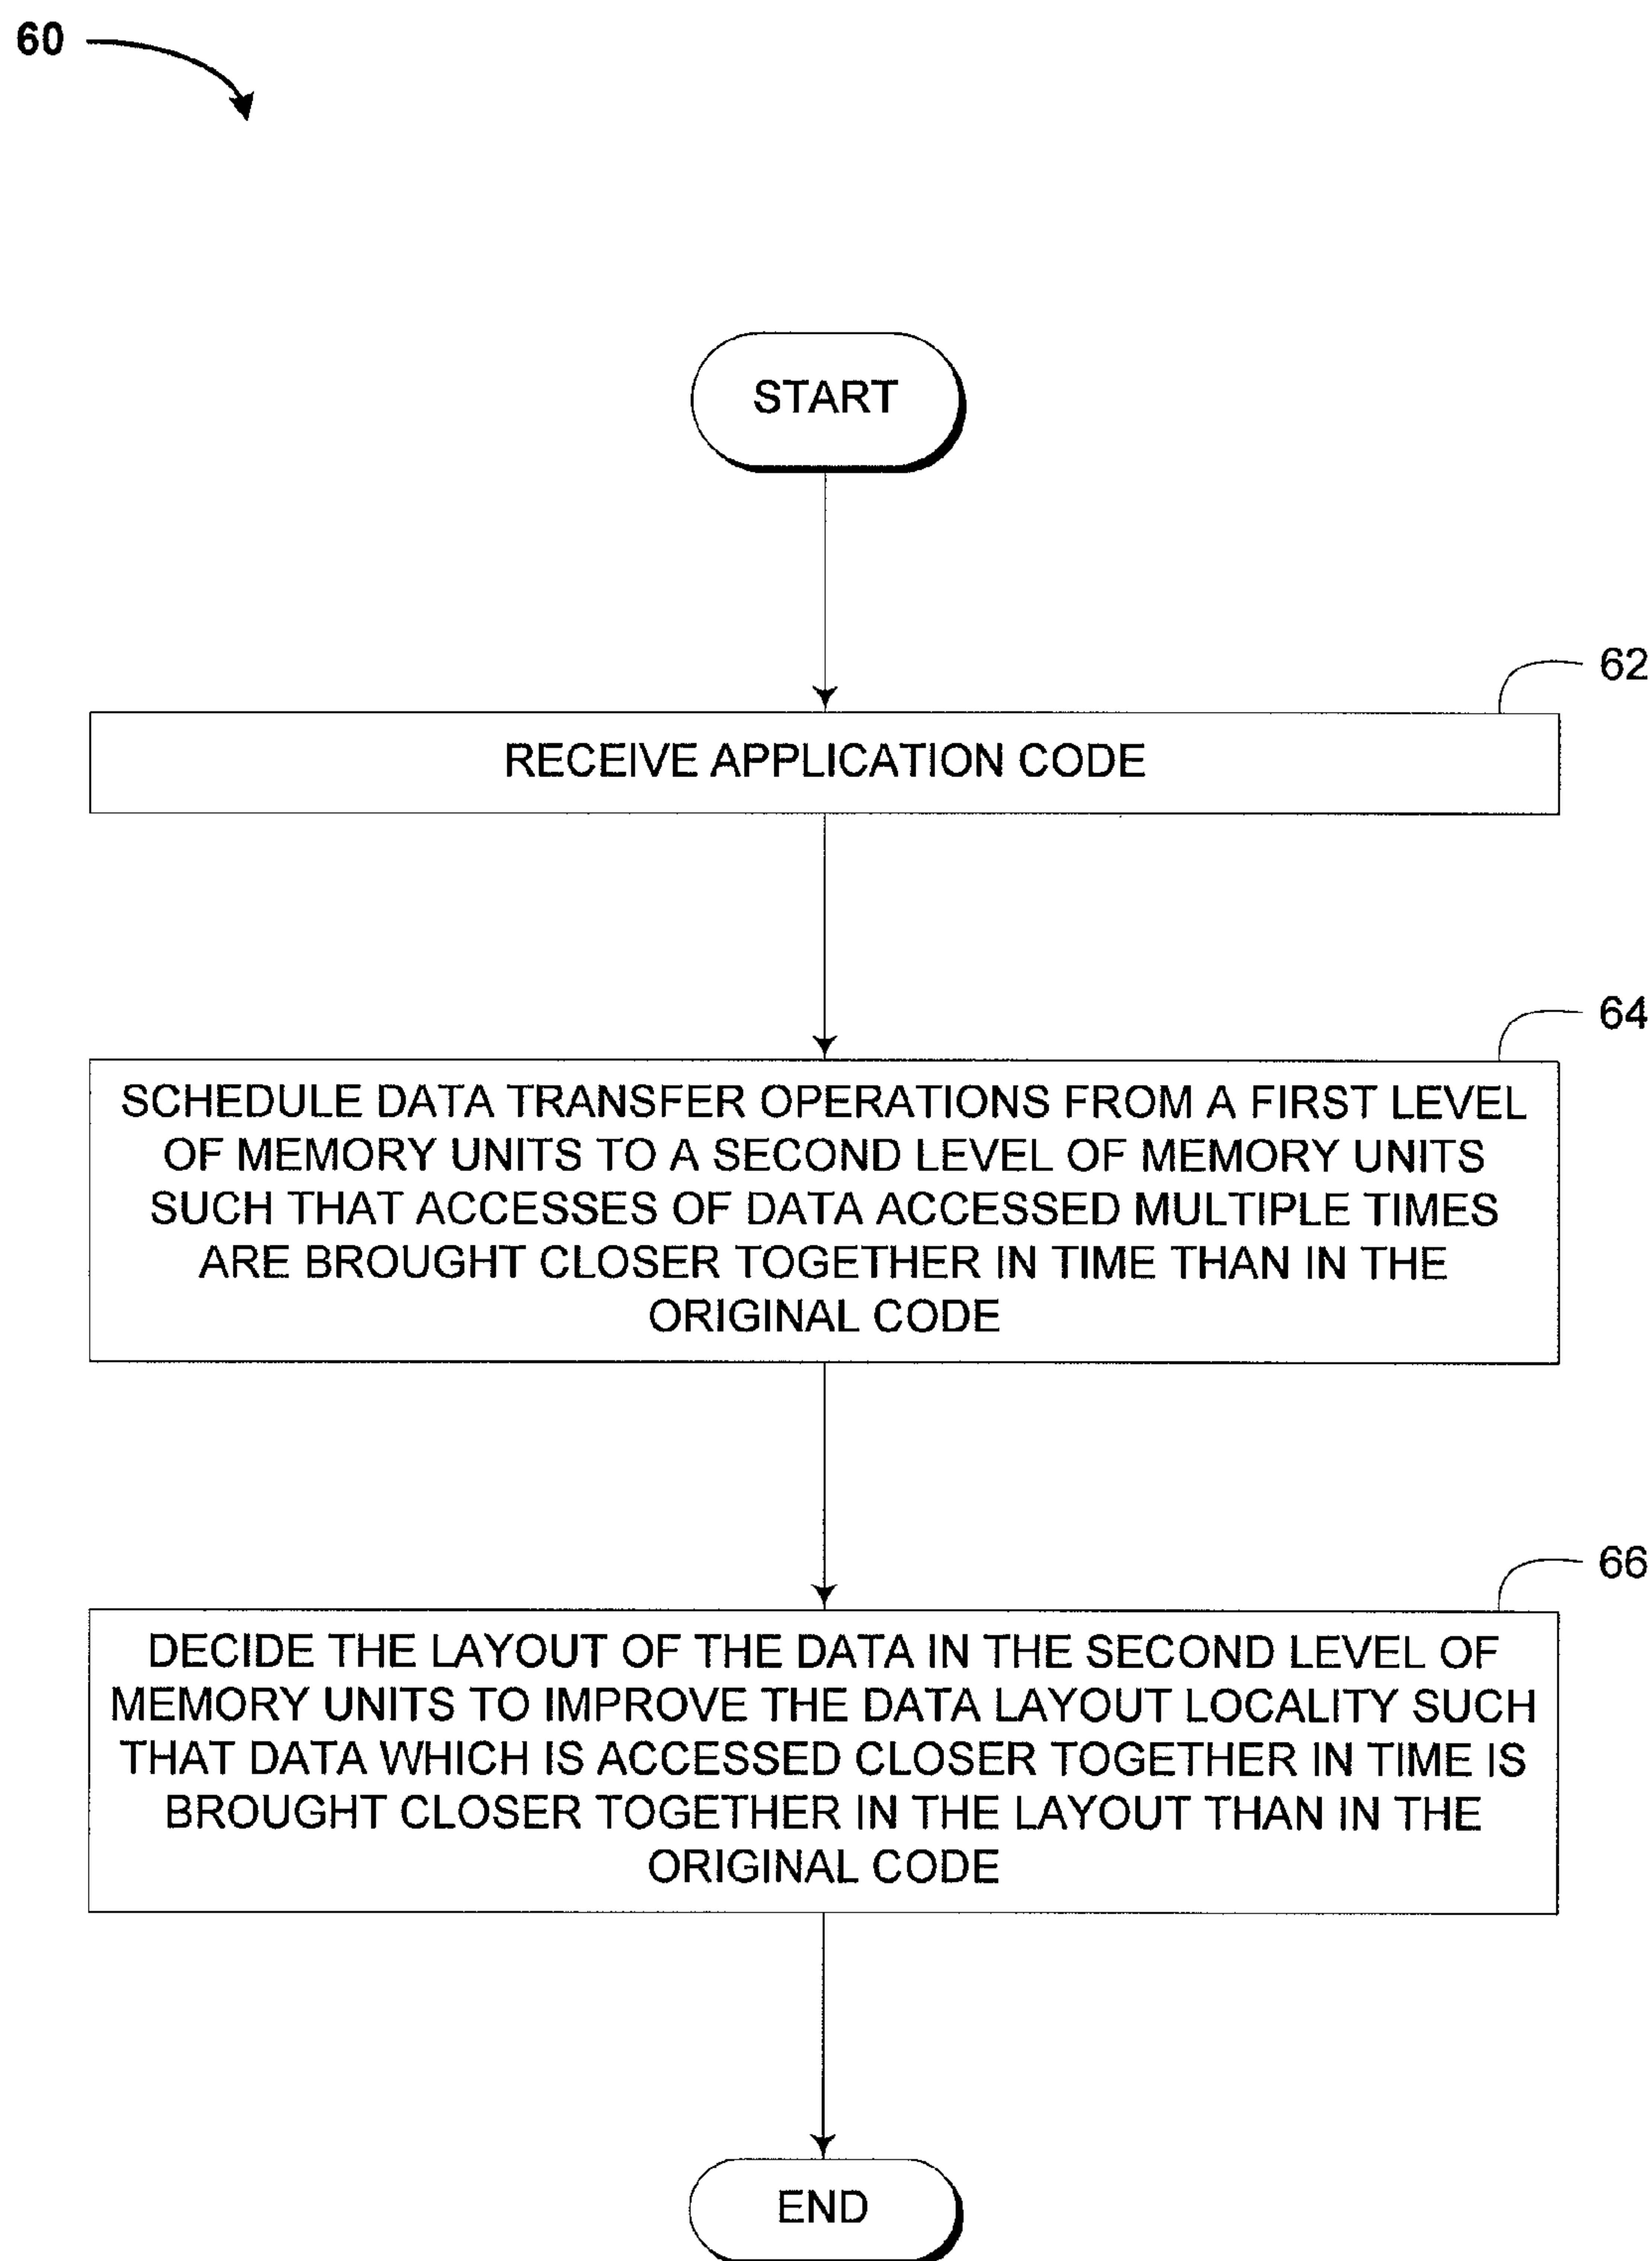 60
START
62
RECEIVE APPLICATION CODE
64
SCHEDULE DATA TRANSFER OPERATIONS FROM A FIRST LEVEL
OF MEMORY UNITS TO A SECOND LEVEL OF MEMORY UNITS
SUCH THAT ACCESSES OF DATA ACCESSED MULTIPLE TIMES
ARE BROUGHT CLOSER TOGETHER IN TIME THAN IN THE
ORIGINAL CODE
66
DECIDE THE LAYOUT OF THE DATA IN THE SECOND LEVEL OF
MEMORY UNITS TO IMPROVE THE DATA LAYOUT LOCALITY SUCH
THAT DATA WHICH IS ACCESSED CLOSER TOGETHER IN TIME IS
BROUGHT CLOSER TOGETHER IN THE LAYOUT THAN IN THE
ORIGINAL CODE
END